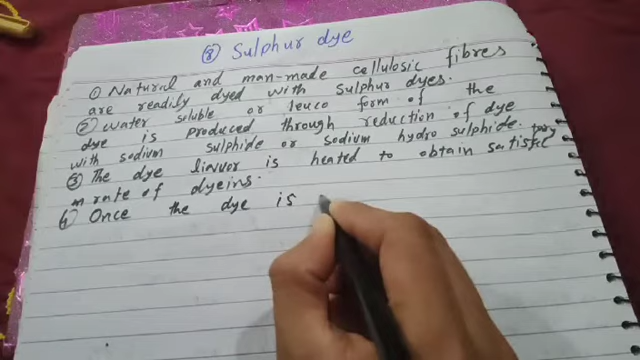 ⑧ Sulphur dye
① Natural and man-made cellulosic fibres
are readily dyed with sulphur dyes.
② Water soluble or leuco form of the
dye is produced through reduction of dye
with sodium sulphide or sodium hydro sulphide.
③ The dye liquor is heated to obtain satisfactory
rate of dyeing.
④ Once the dye is